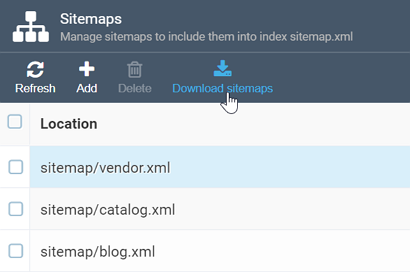 Sitemaps
Manage sitemaps to include them into index sitemap.xml
Refresh Add Delete Download sitemaps
Location
sitemap/vendor.xml
sitemap/catalog.xml
sitemap/blog.xml